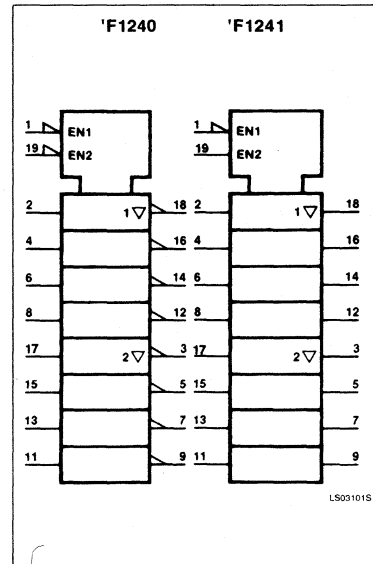 'F1240 'F1241
1 EN1 1 EN1
19 EN2 19 EN2
2 1 ▽ 18 2 1 ▽ 18
4 16 4 16
6 14 6 14
8 12 8 12
17 2 ▽ 3 17 2 ▽ 3
15 5 15 5
13 7 13 7
11 9 11 9
LS03101S